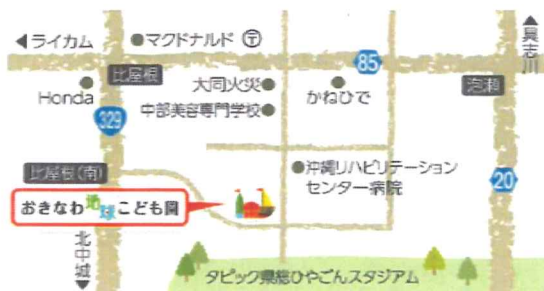 ◀ライカム
●マクドナルド 〒
▲具志川
85
比屋根
Honda
大同火災●
中部美容専門学校●
かねひで
泡瀬
329
比屋根(南)
●沖縄リハビリテーション
センター病院
20
おきなわ地球こども園
北中城▼
タピック県総ひやごんスタジアム